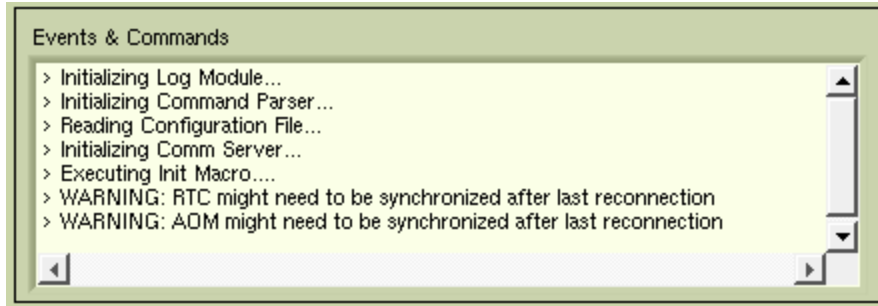 Events & Commands
> Initializing Log Module...
> Initializing Command Parser...
> Reading Configuration File...
> Initializing Comm Server...
> Executing Init Macro....
> WARNING: RTC might need to be synchronized after last reconnection
> WARNING: AOM might need to be synchronized after last reconnection